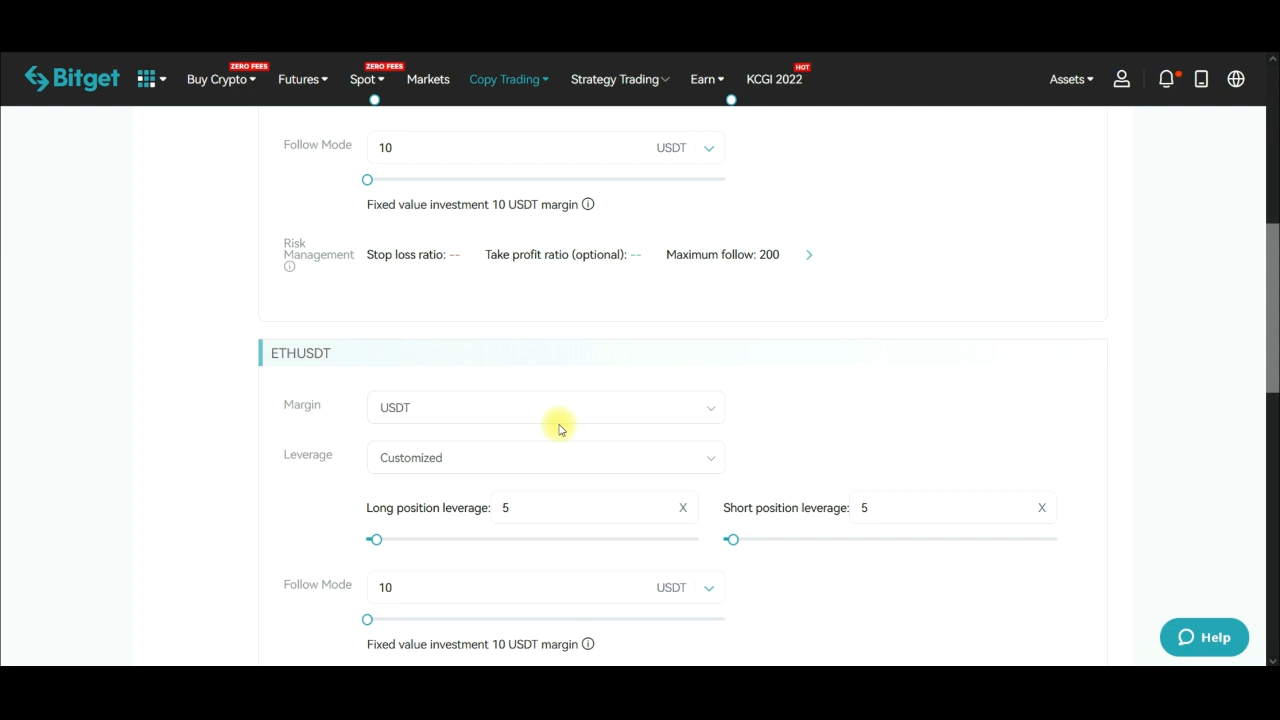 Bitget
Buy Crypto
ZERO FEES
Futures
Spot
ZERO FEES
Markets
Copy Trading
Strategy Trading
Earn
KCGI 2022
HOT
Assets
Follow Mode
10
USDT
Fixed value investment 10 USDT margin
Risk
Management
Stop loss ratio: --
Take profit ratio (optional): --
Maximum follow: 200
ETHUSDT
Margin
USDT
Leverage
Customized
Long position leverage: 5 X
Short position leverage: 5 X
Follow Mode
10
USDT
Fixed value investment 10 USDT margin
Help